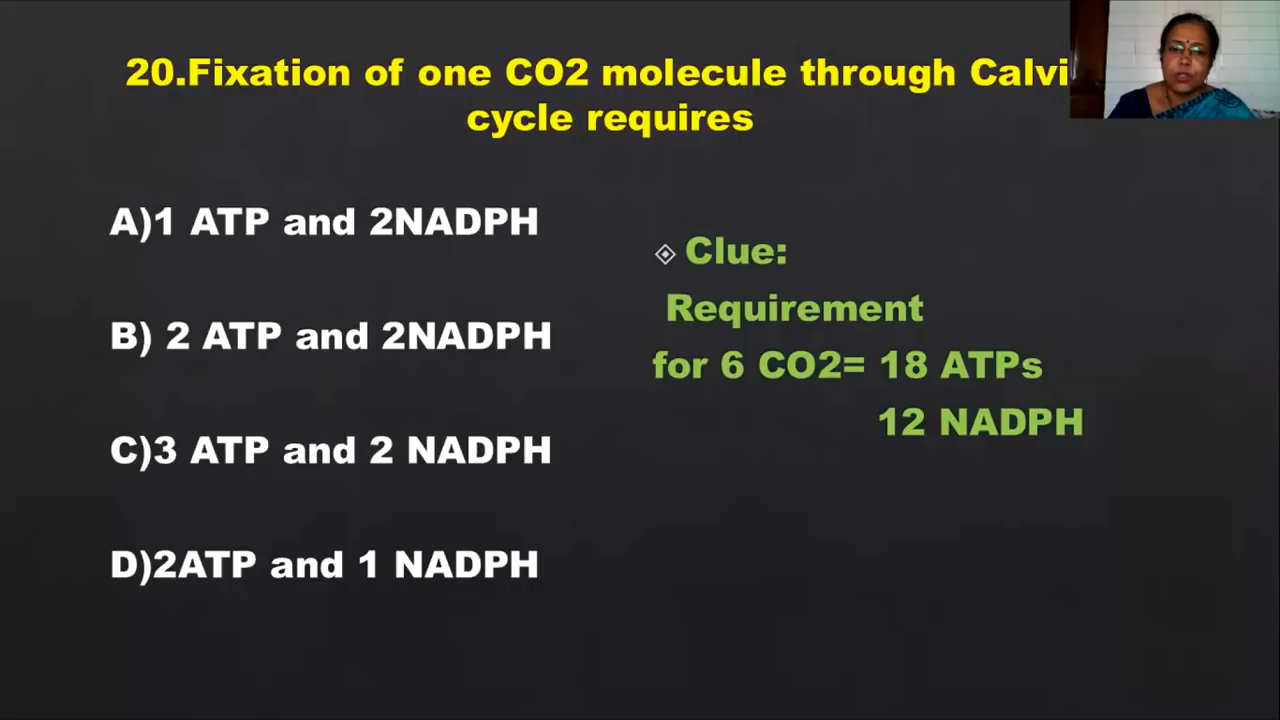 20.Fixation of one CO2 molecule through Calvi
cycle requires
A)1 ATP and 2NADPH
B) 2 ATP and 2NADPH
C)3 ATP and 2 NADPH
D)2ATP and 1 NADPH
Clue:
Requirement
for 6 CO2= 18 ATPs
12 NADPH